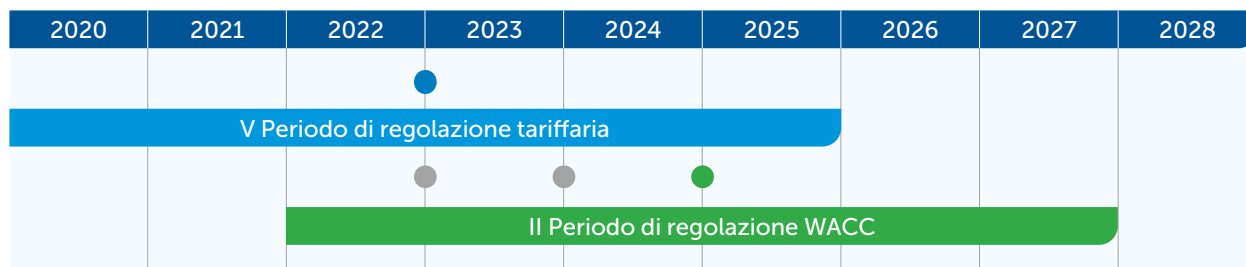 2020 2021 2022 2023 2024 2025 2026 2027 2028
V Periodo di regolazione tariffaria
II Periodo di regolazione WACC